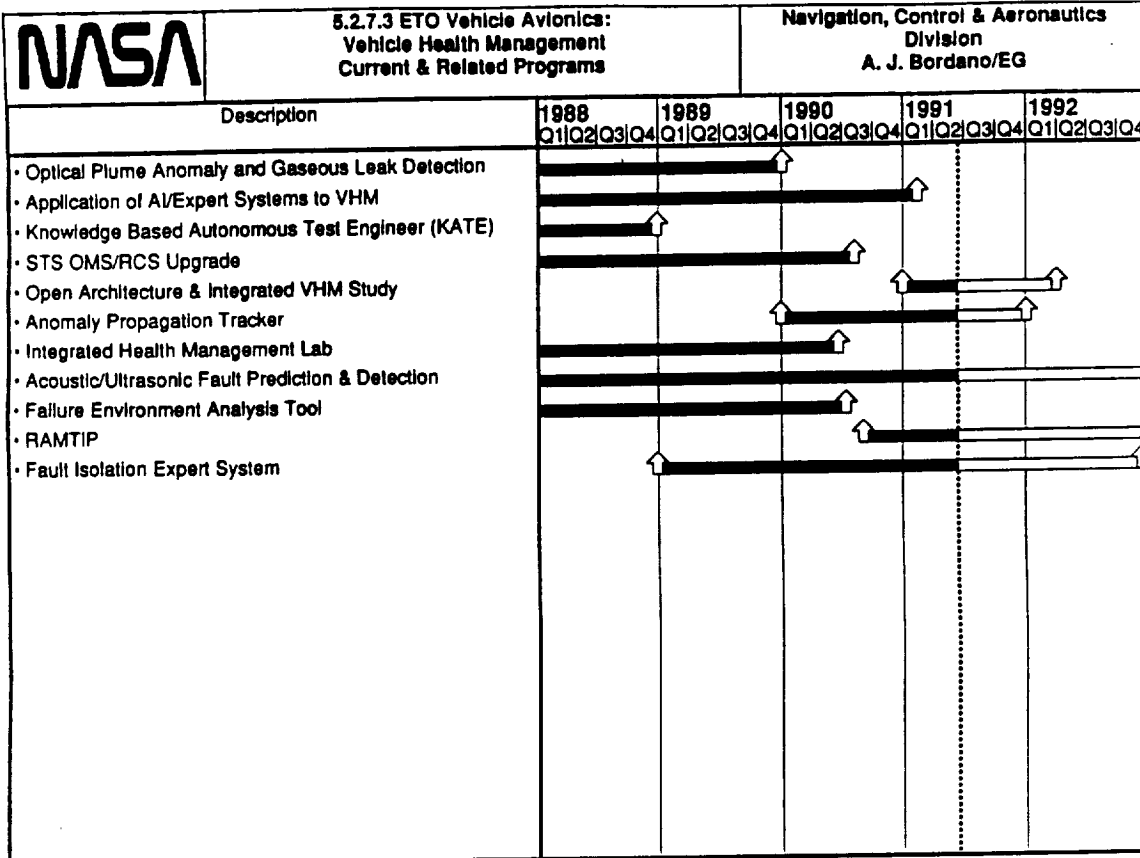 NASA
5.2.7.3 ETO Vehicle Avionics:
Vehicle Health Management
Current & Related Programs
Navigation, Control & Aeronautics
Division
A. J. Bordano/EG
Description
1988 1989 1990 1991 1992
Q1|Q2|Q3|Q4|Q1|Q2|Q3|Q4|Q1|Q2|Q3|Q4|Q1|Q2|Q3|Q4|Q1|Q2|Q3|Q4
· Optical Plume Anomaly and Gaseous Leak Detection
· Application of AI/Expert Systems to VHM
· Knowledge Based Autonomous Test Engineer (KATE)
· STS OMS/RCS Upgrade
· Open Architecture & Integrated VHM Study
· Anomaly Propagation Tracker
· Integrated Health Management Lab
· Acoustic/Ultrasonic Fault Prediction & Detection
· Failure Environment Analysis Tool
· RAMTIP
· Fault Isolation Expert System